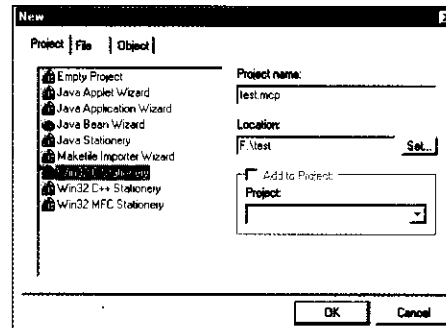 New
Project File Object
Empty Project
Java Applet Wizard
Java Application Wizard
Java Bean Wizard
Java Stationery
Makefile Importer Wizard
Win32 C++ Stationery
Win32 MFC Stationery
Project name:
test.mcp
Location:
F:\test
Set...
Add to Project:
Project:
OK Cancel